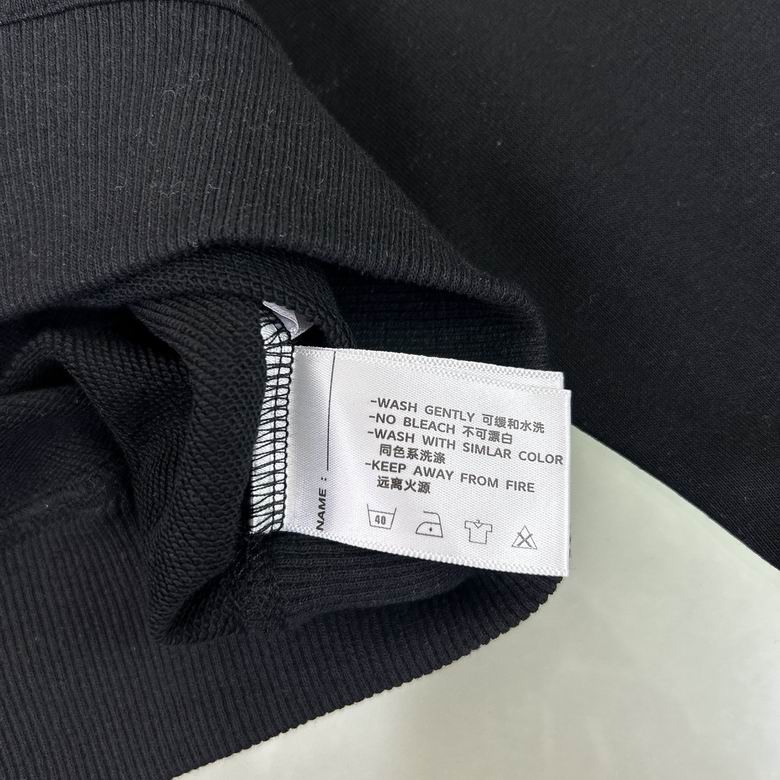 -WASH GENTLY 可缓和水洗
-NO BLEACH 不可漂白
-WASH WITH SIMLAR COLOR
同色系洗涤
-KEEP AWAY FROM FIRE
远离火源
NAME :
40